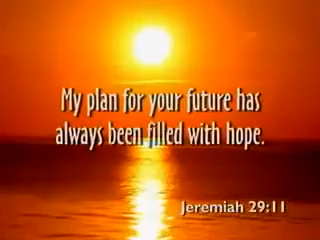 My plan for your future has
always been filled with hope.
Jeremiah 29:11